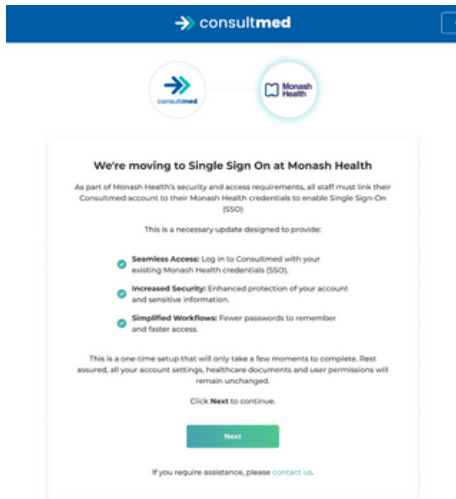 consultmed
consultmed
Monash
Health
We're moving to Single Sign On at Monash Health
As part of Monash Health's security and access requirements, all staff must link their
Consultmed account to their Monash Health credentials to enable Single Sign-On
(SSO)
This is a necessary update designed to provide:
Seamless Access: Log in to Consultmed with your
existing Monash Health credentials (SSO).
Increased Security: Enhanced protection of your account
and sensitive information.
Simplified Workflows: Fewer passwords to remember
and faster access.
This is a one-time setup that will only take a few moments to complete. Rest
assured, all your account settings, healthcare documents and user permissions will
remain unchanged.
Click Next to continue.
Next
If you require assistance, please contact us.